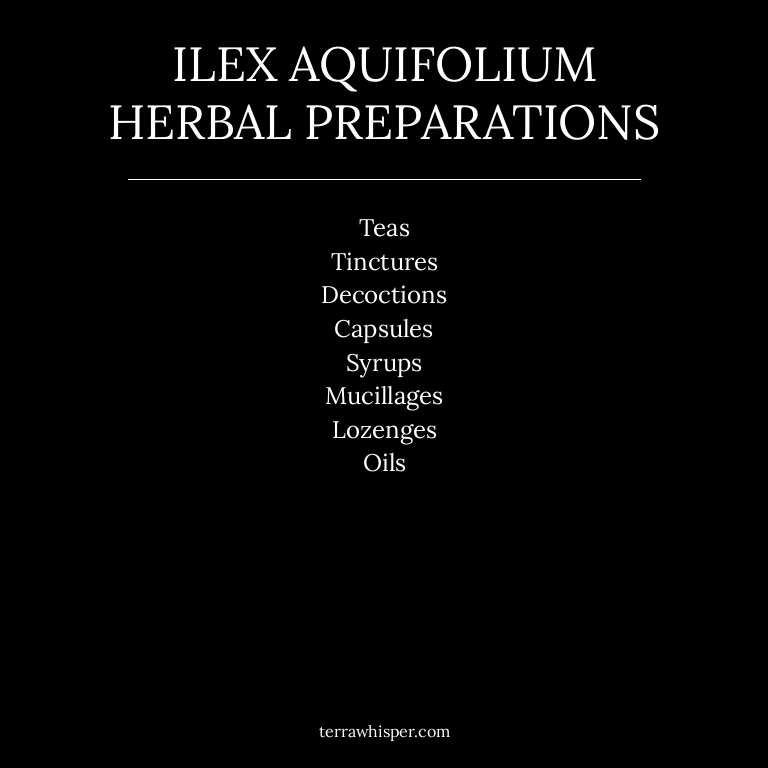 ILEX AQUIFOLIUM
HERBAL PREPARATIONS
Teas
Tinctures
Decoctions
Capsules
Syrups
Mucillages
Lozenges
Oils
terrawhisper.com